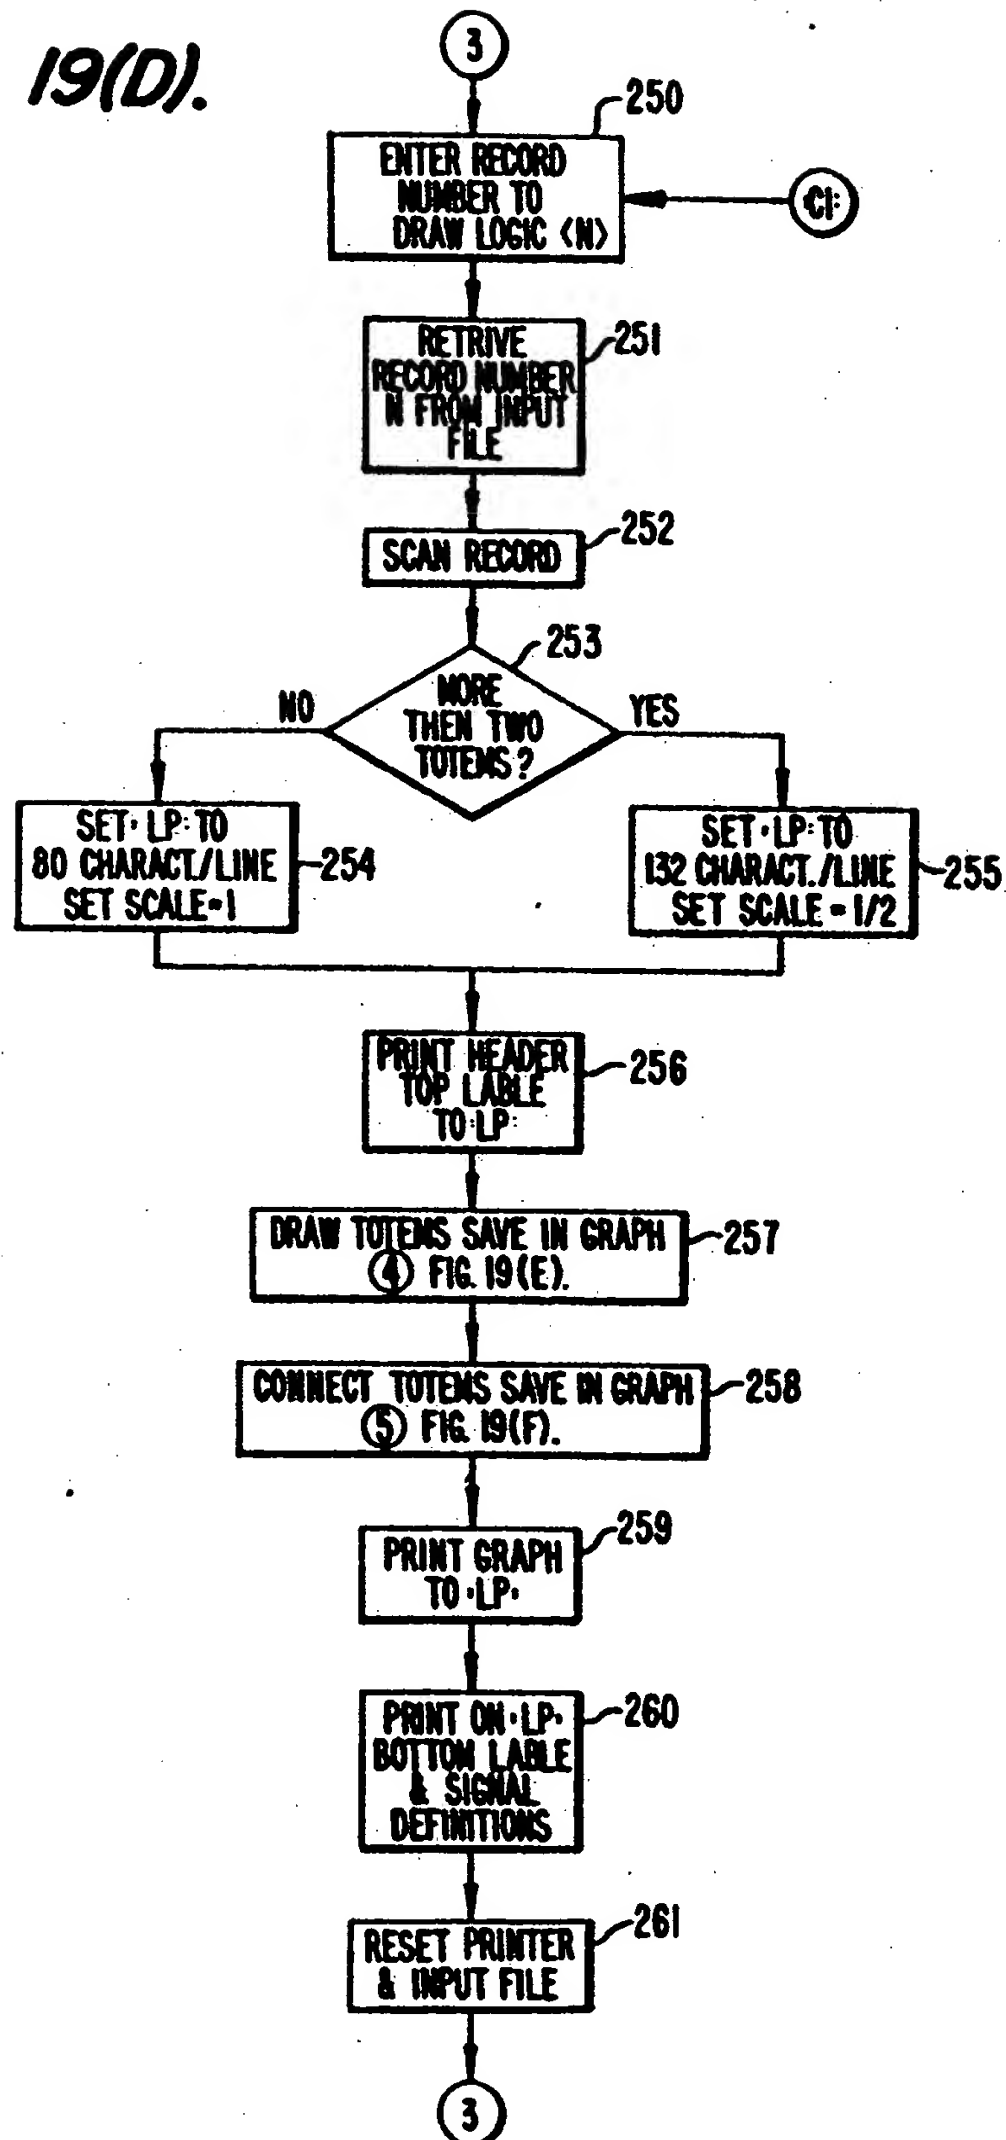 19(D).
3
250
ENTER RECORD
NUMBER TO
DRAW LOGIC <N>
CI:
251
RETRIVE
RECORD NUMBER
N FROM INPUT
FILE
252
SCAN RECORD
253
MORE
THEN TWO
TOTEMS?
NO
YES
SET: LP: TO
80 CHARACT./LINE
SET SCALE=1
254
SET :LP: TO
132 CHARACT./LINE
SET SCALE = 1/2
255
PRINT HEADER
TOP LABLE
TO :LP:
256
DRAW TOTEMS SAVE IN GRAPH
4 FIG. 19(E).
257
CONNECT TOTEMS SAVE IN GRAPH
5 FIG. 19(F).
258
PRINT GRAPH
TO :LP:
259
PRINT ON :LP:
BOTTOM LABLE
& SIGNAL
DEFINITIONS
260
RESET PRINTER
& INPUT FILE
261
3